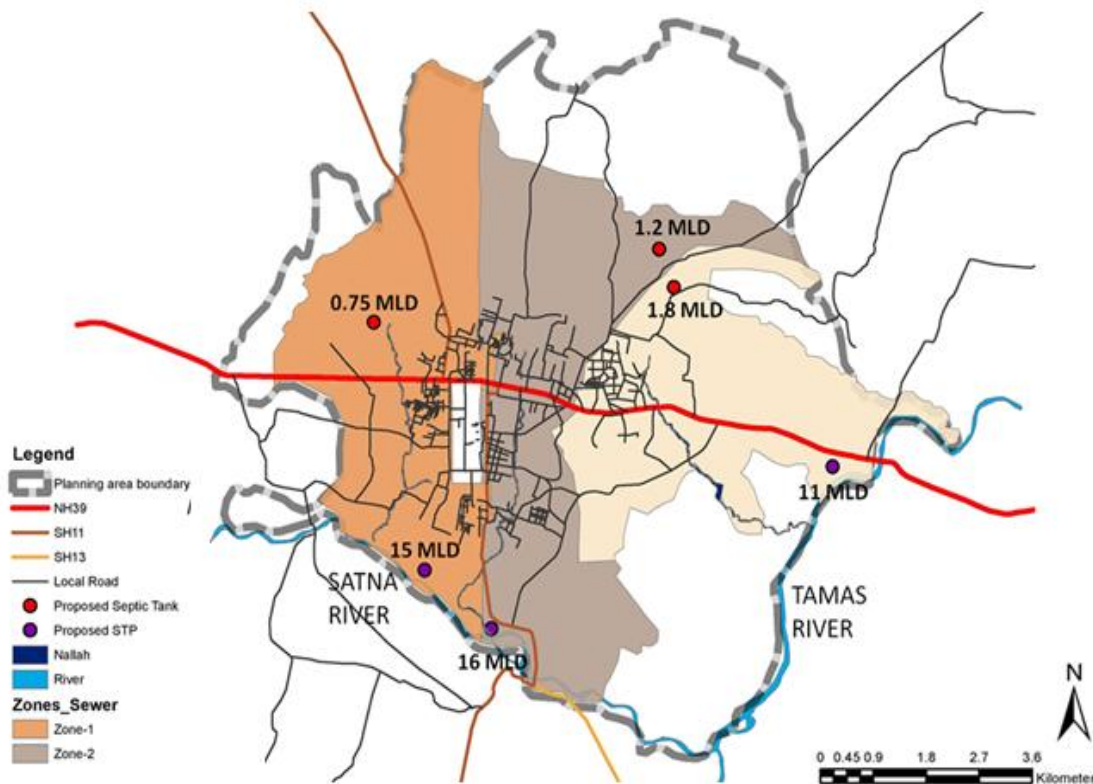 1.2 MLD
1.8 MLD
0.75 MLD
11 MLD
15 MLD
SATNA
RIVER
TAMAS
RIVER
16 MLD
Legend
Planning area boundary
NH39
SH11
SH13
Local Road
Proposed Septic Tank
Proposed STP
Nallah
River
Zones_Sewer
Zone-1
Zone-2
N
0 0.45 0.9 1.8 2.7 3.6
Kilometer